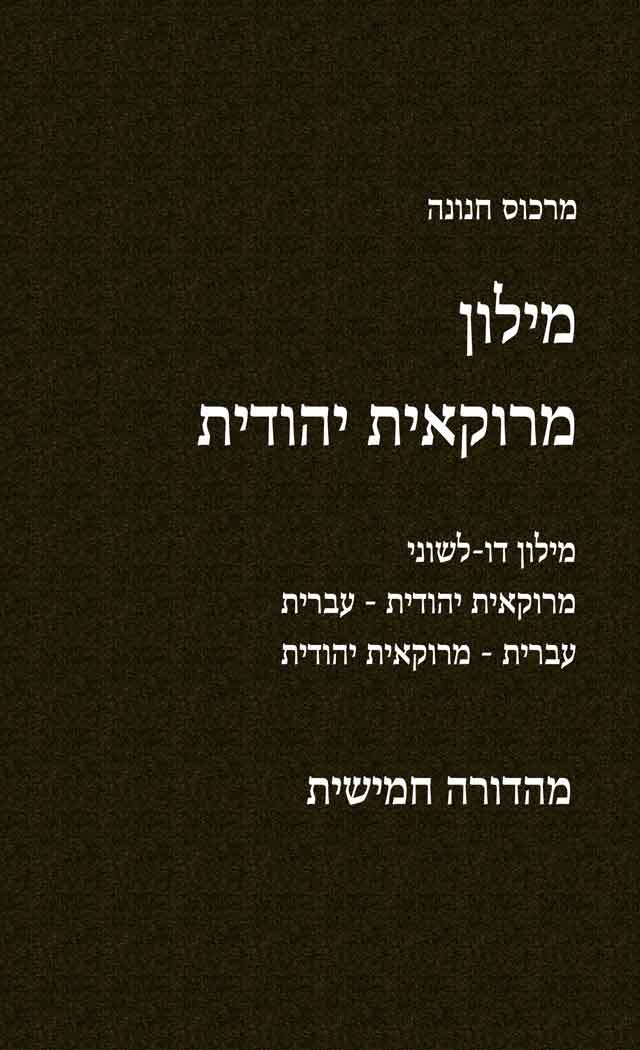 מרכוס חנונה
מילון
מרוקאית יהודית
מילון דו-לשוני
מרוקאית יהודית - עברית
עברית - מרוקאית יהודית
מהדורה חמישית